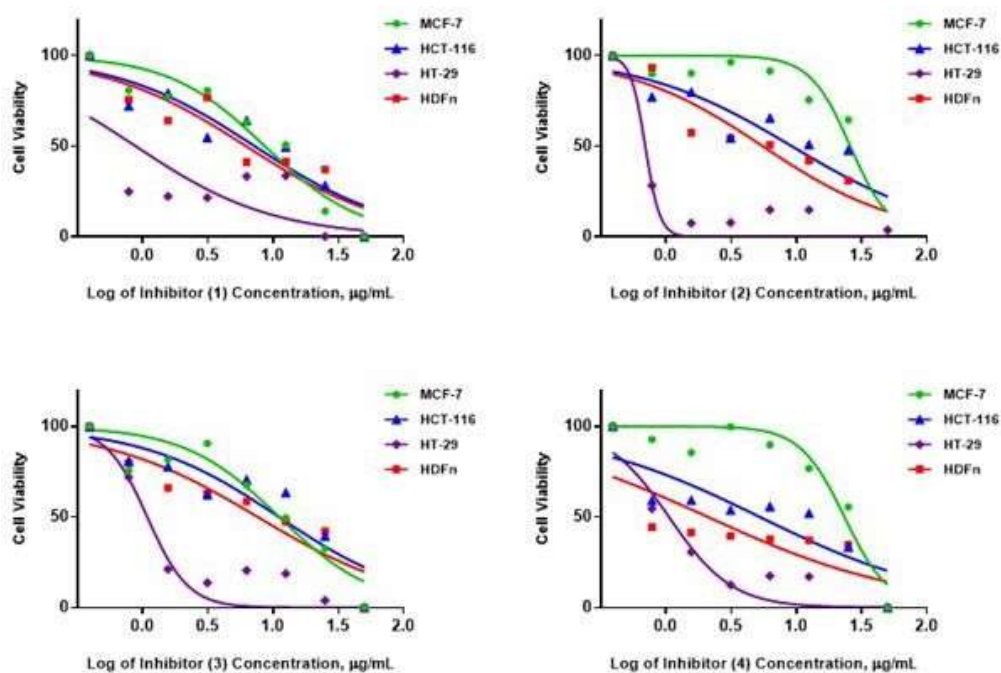 MCF-7
HCT-116
HT-29
HDFn
100
50
0
Cell Viability
0.0 0.5 1.0 1.5 2.0
Log of Inhibitor (1) Concentration, µg/mL
MCF-7
HCT-116
HT-29
HDFn
100
50
0
Cell Viability
0.0 0.5 1.0 1.5 2.0
Log of Inhibitor (2) Concentration, µg/mL
MCF-7
HCT-116
HT-29
HDFn
100
50
0
Cell Viability
0.0 0.5 1.0 1.5 2.0
Log of Inhibitor (3) Concentration, µg/mL
MCF-7
HCT-116
HT-29
HDFn
100
50
0
Cell Viability
0.0 0.5 1.0 1.5 2.0
Log of Inhibitor (4) Concentration, µg/mL